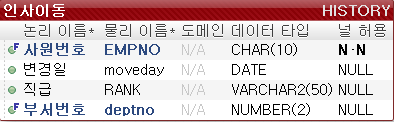 인사이동 HISTORY
논리 이름* 물리 이름* 도메인 데이터 타입 널 허용
사원번호 EMPNO N/A CHAR(10) N·N
변경일 moveday N/A DATE NULL
직급 RANK N/A VARCHAR2(50) NULL
부서번호 deptno N/A NUMBER(2) NULL